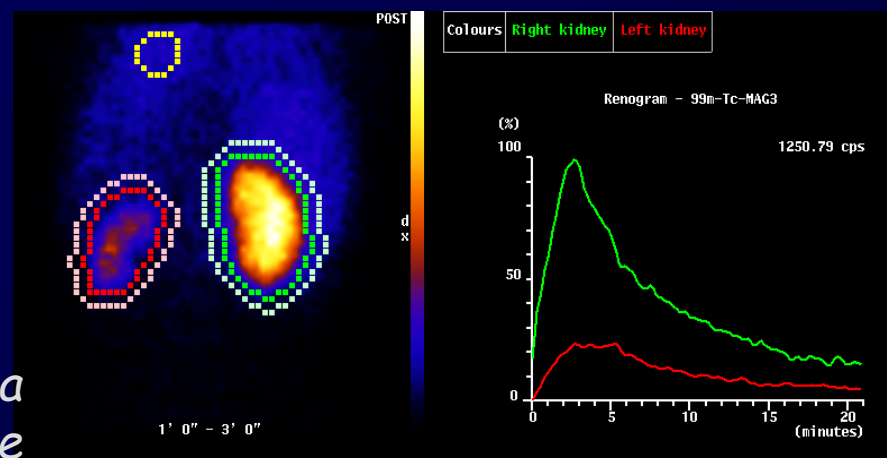 POST
Colours Right kidney Left kidney
Renogram - 99m-Tc-MAG3
(%)
100
1250.79 cps
50
0
0 5 10 15 20
(minutes)
d
x
1' 0" - 3' 0"
a
e